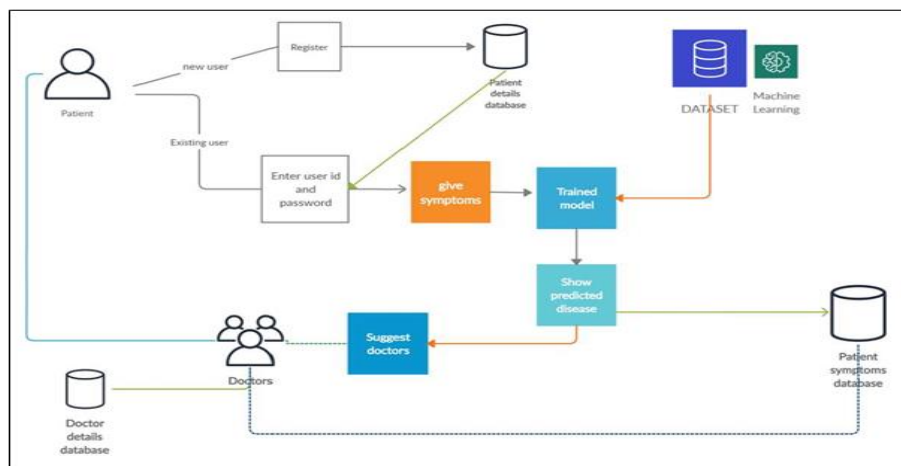 Register
new user
Patient
Patient
details
database
DATASET
Machine
Learning
Existing user
Enter user id
and
password
give
symptoms
Trained
model
Show
predicted
disease
Suggest
doctors
Doctors
Patient
symptoms
database
Doctor
details
database